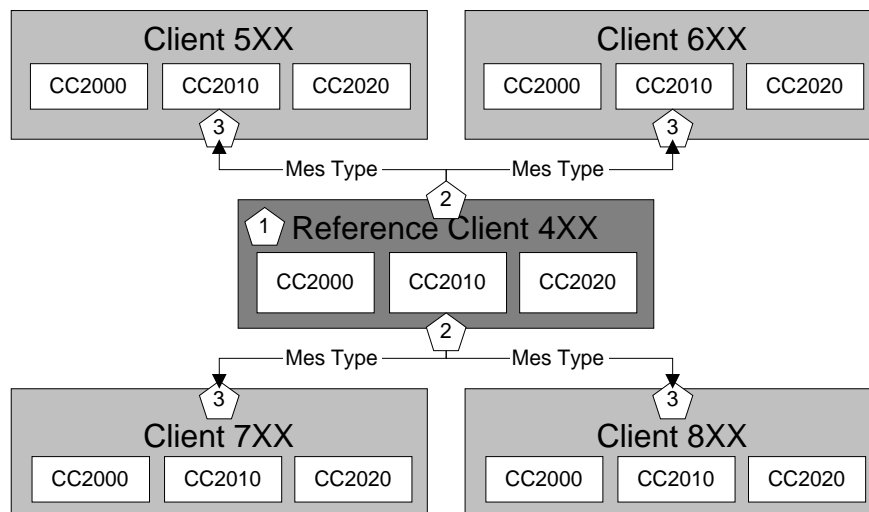 Client 5XX
CC2000 CC2010 CC2020
3
Client 6XX
CC2000 CC2010 CC2020
3
Mes Type Mes Type
2
1 Reference Client 4XX
CC2000 CC2010 CC2020
2
Mes Type Mes Type
3
Client 7XX
CC2000 CC2010 CC2020
3
Client 8XX
CC2000 CC2010 CC2020